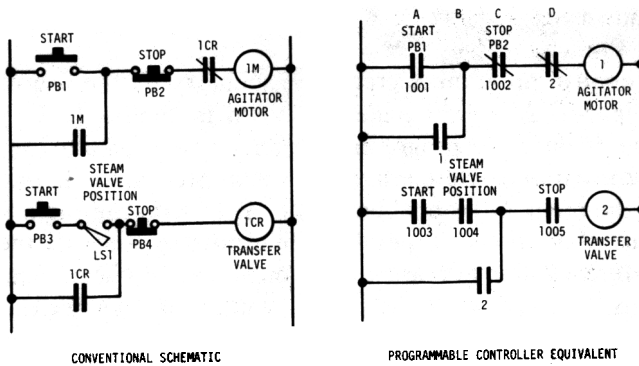 START
STOP
1CR
1M
PB1
PB2
AGITATOR
MOTOR
1M
STEAM
VALVE
POSITION
START
STOP
1CR
PB3
LS1
PB4
TRANSFER
VALVE
1CR
CONVENTIONAL SCHEMATIC
A B C D
START
PB1
STOP
PB2
1
1001
1002
2
AGITATOR
MOTOR
1
STEAM
VALVE
POSITION
START
STOP
2
1003
1004
1005
TRANSFER
VALVE
2
PROGRAMMABLE CONTROLLER EQUIVALENT